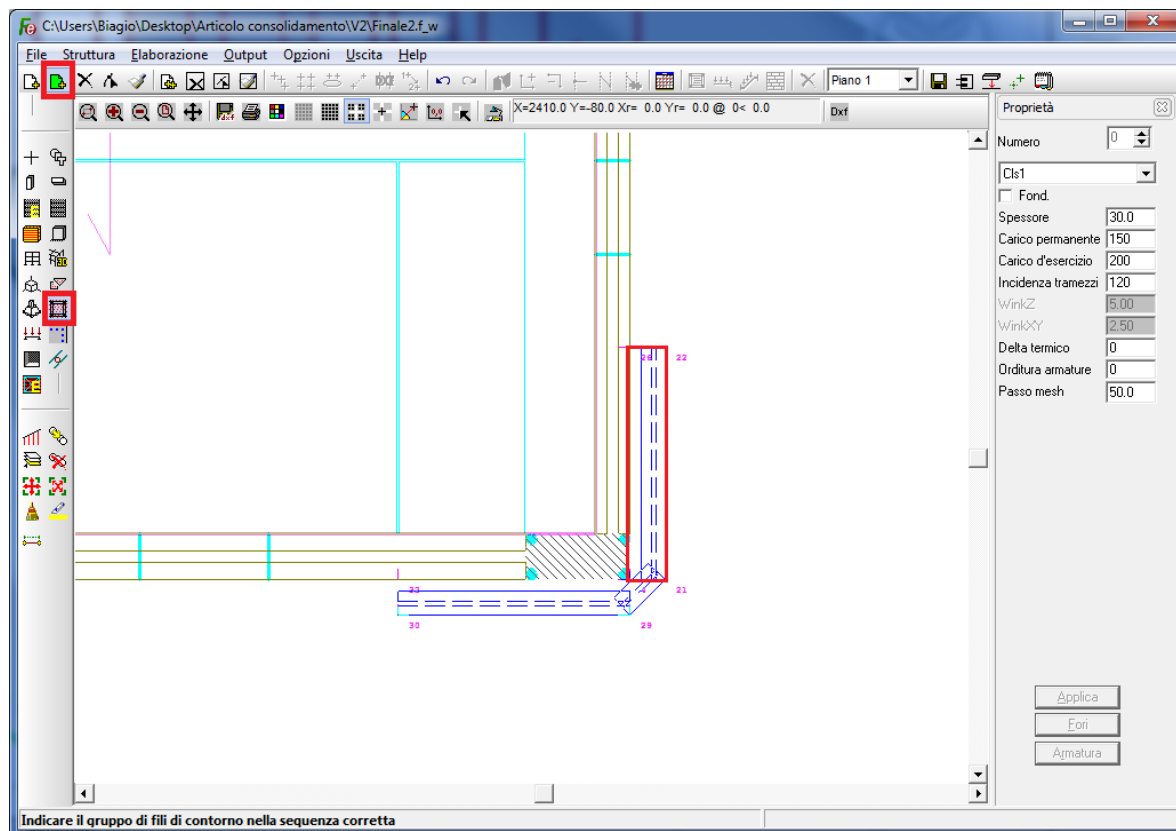 C:\Users\Biagio\Desktop\Articolo consolidamento\V2\Finale2.f_w
File Struttura Elaborazione Output Opzioni Uscita Help
Piano 1
X=2410.0 Y=-80.0 Xr= 0.0 Yr= 0.0 @ 0< 0.0
Dxf
Proprietà
Numero 0
Cls1
Fond.
Spessore 30.0
Carico permanente 150
Carico d'esercizio 200
Incidenza tramezzi 120
WinkZ 5.00
WinkXY 2.50
Delta termico 0
Orditura armature 0
Passo mesh 50.0
22
21
30
29
Applica
Fori
Armatura
Indicare il gruppo di fili di contorno nella sequenza corretta